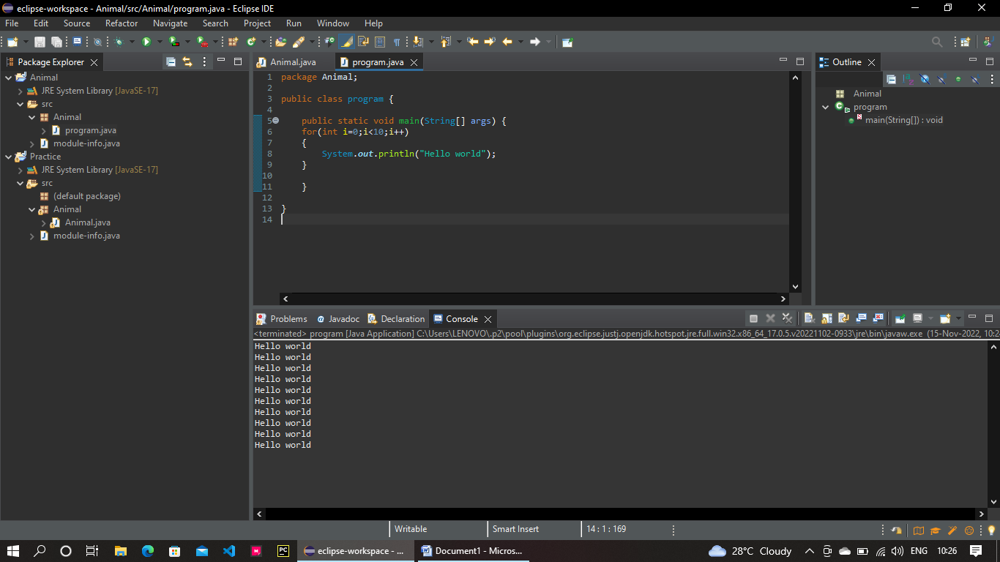 eclipse-workspace - Animal/src/Animal/program.java - Eclipse IDE
File Edit Source Refactor Navigate Search Project Run Window Help
Package Explorer
Animal
JRE System Library [JavaSE-17]
src
Animal
program.java
module-info.java
Practice
JRE System Library [JavaSE-17]
src
(default package)
Animal
Animal.java
module-info.java
Animal.java program.java
1 package Animal;
2
3 public class program {
4
5 public static void main(String[] args) {
6 for(int i=0;i<10;i++)
7 {
8 System.out.println("Hello world");
9 }
10
11 }
12
13 }
14
Outline
Animal
program
main(String[]) : void
Problems Javadoc Declaration Console
<terminated> program [Java Application] C:\Users\LENOVO\.p2\pool\plugins\org.eclipse.justj.openjdk.hotspot.jre.full.win32.x86_64_17.0.5.v20221102-0933\jre\bin\javaw.exe (15-Nov-2022, 10:2
Hello world
Hello world
Hello world
Hello world
Hello world
Hello world
Hello world
Hello world
Hello world
Hello world
Writable Smart Insert 14 : 1 : 169
PC eclipse-workspace - ... Document1 - Micros... 28°C Cloudy ENG 10:26